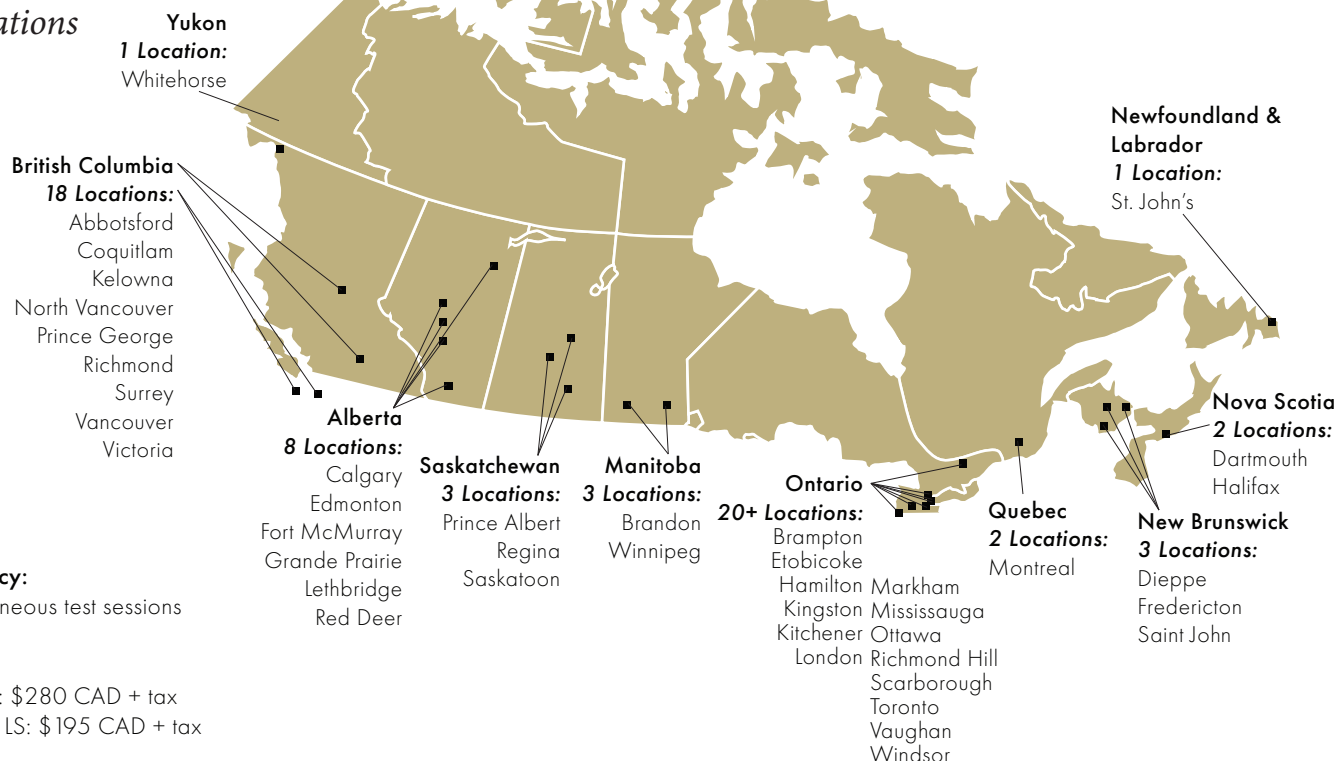 Yukon
1 Location:
Whitehorse
British Columbia
18 Locations:
Abbotsford
Coquitlam
Kelowna
North Vancouver
Prince George
Richmond
Surrey
Vancouver
Victoria
Alberta
8 Locations:
Calgary
Edmonton
Fort McMurray
Grande Prairie
Lethbridge
Red Deer
Saskatchewan
3 Locations:
Prince Albert
Regina
Saskatoon
Manitoba
3 Locations:
Brandon
Winnipeg
Ontario
20+ Locations:
Brampton
Etobicoke
Hamilton
Kingston
Kitchener
London
Markham
Mississauga
Ottawa
Richmond Hill
Scarborough
Toronto
Vaughan
Windsor
Quebec
2 Locations:
Montreal
New Brunswick
3 Locations:
Dieppe
Fredericton
Saint John
Nova Scotia
2 Locations:
Dartmouth
Halifax
Newfoundland &
Labrador
1 Location:
St. John's
test sessions
: $280 CAD + tax
LS: $195 CAD + tax